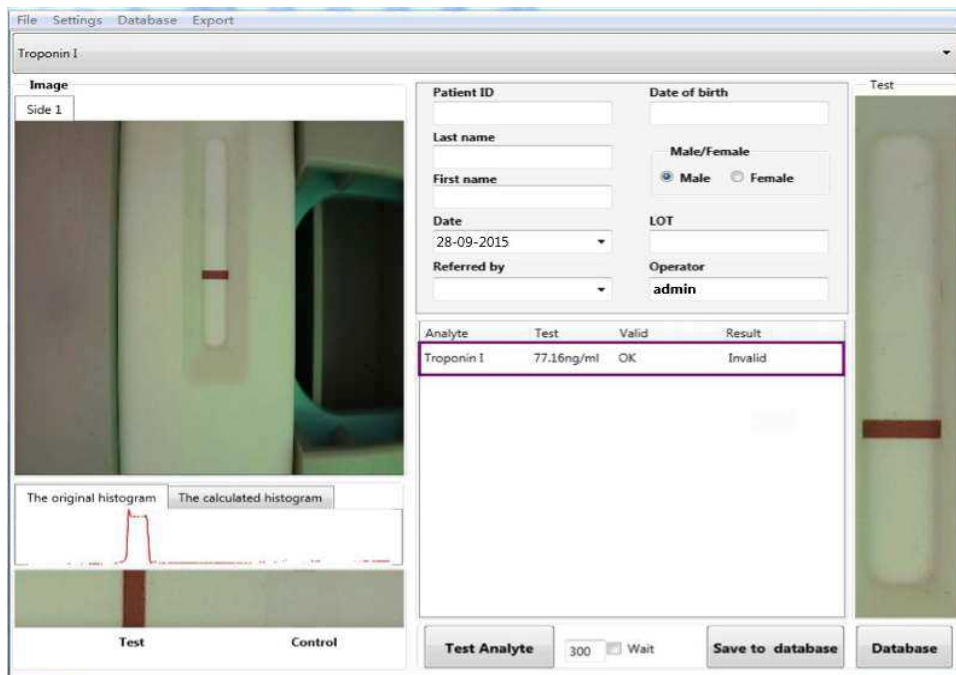 File Settings Database Export
Troponin I
Image
Side 1
Patient ID
Date of birth
Last name
Male/Female
Male Female
First name
Date
28-09-2015
LOT
Referred by
Operator
admin
Test
Analyte Test Valid Result
Troponin I 77.16ng/ml OK Invalid
The original histogram The calculated histogram
Test Control
Test Analyte 300 Wait Save to database Database